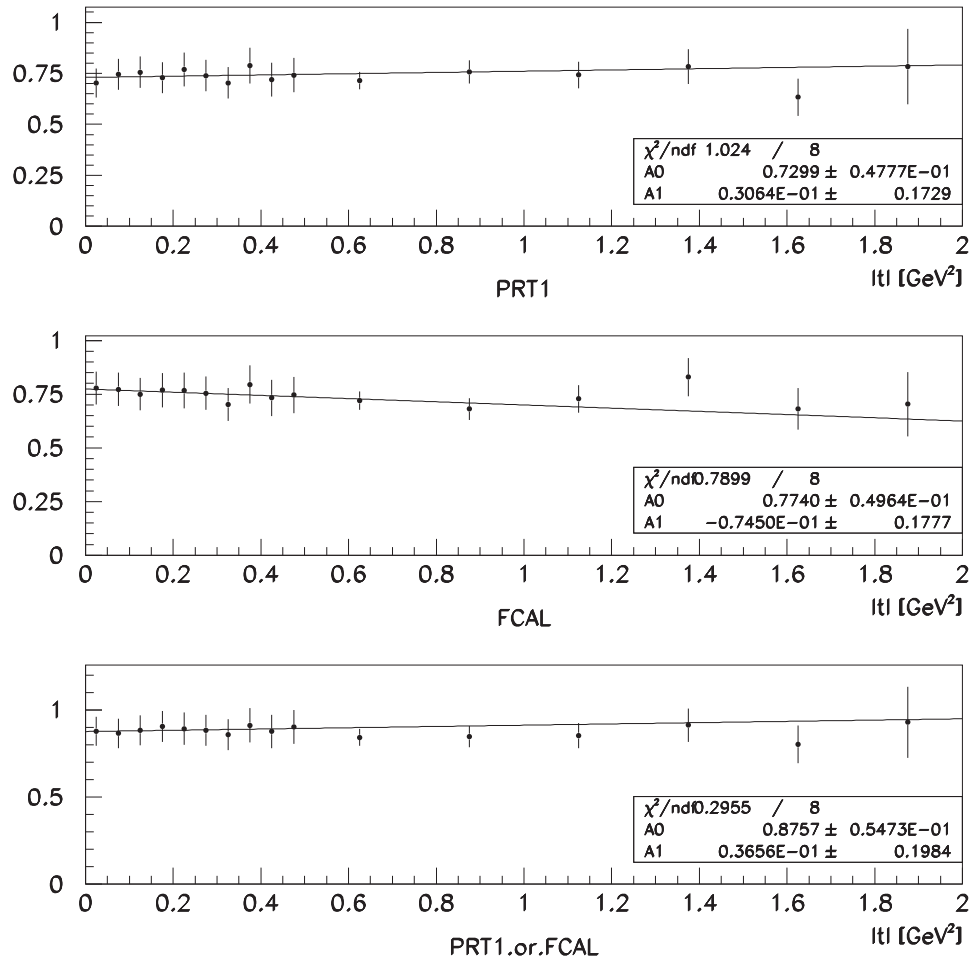 1
0.75
0.5
0.25
0
χ²/ndf 1.024 / 8
A0 0.7299 ± 0.4777E−01
A1 0.3064E−01 ± 0.1729
0 0.2 0.4 0.6 0.8 1 1.2 1.4 1.6 1.8 2
|t| [GeV²]
PRT1
1
0.75
0.5
0.25
0
χ²/ndf0.7899 / 8
A0 0.7740 ± 0.4964E−01
A1 −0.7450E−01 ± 0.1777
0 0.2 0.4 0.6 0.8 1 1.2 1.4 1.6 1.8 2
|t| [GeV²]
FCAL
1
0.5
0
χ²/ndf0.2955 / 8
A0 0.8757 ± 0.5473E−01
A1 0.3656E−01 ± 0.1984
0 0.2 0.4 0.6 0.8 1 1.2 1.4 1.6 1.8 2
|t| [GeV²]
PRT1.or.FCAL